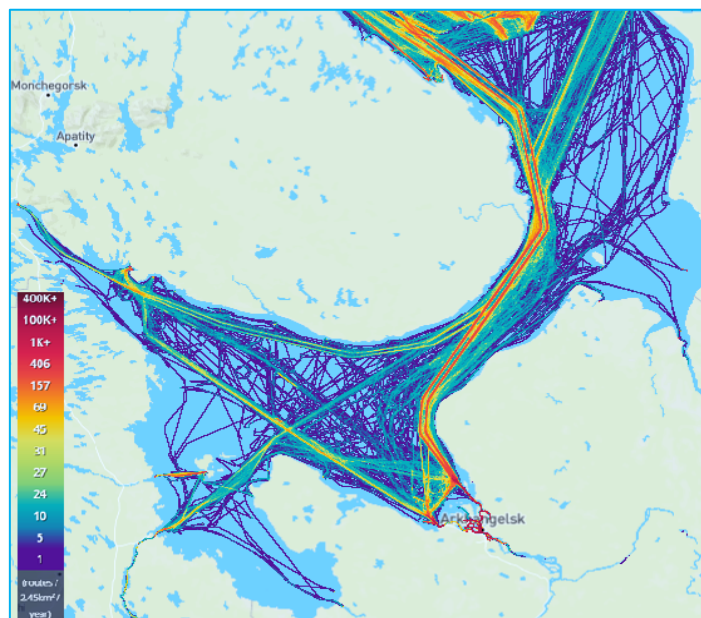 Monchegorsk
Apatity
400K+
100K+
1K+
406
157
69
45
31
27
24
10
5
1
(routes /
2.45km² /
year)
Arkhangelsk